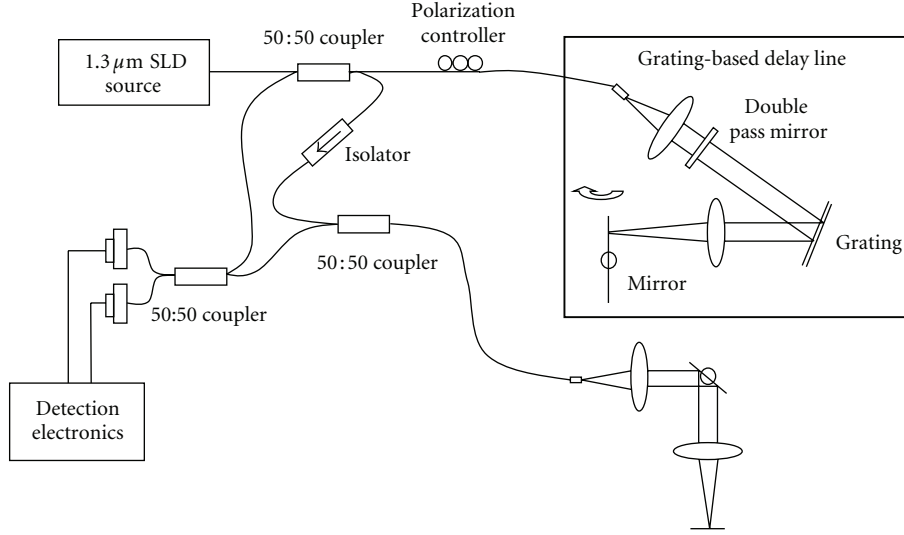 Polarization
controller
50:50 coupler
1.3 μm SLD
source
Grating-based delay line
Double
pass mirror
Isolator
Grating
50:50 coupler
Mirror
50:50 coupler
Detection
electronics